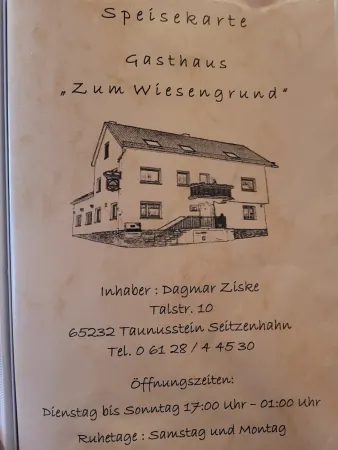 Speisekarte
Gasthaus
„Zum Wiesengrund"
Inhaber : Dagmar Ziske
Talstr. 10
65232 Taunusstein Seitzenhahn
Tel. 0 61 28 / 4 45 30
Öffnungszeiten:
Dienstag bis Sonntag 17:00 Uhr – 01:00 Uhr
Ruhetage : Samstag und Montag